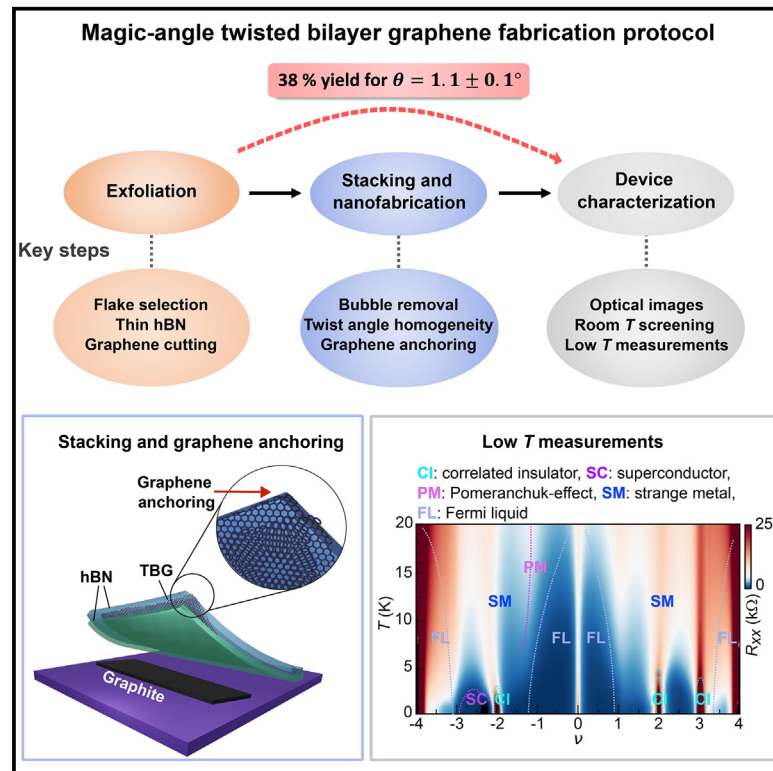 Magic-angle twisted bilayer graphene fabrication protocol
38 % yield for θ = 1.1 ± 0.1°
Exfoliation
Stacking and
nanofabrication
Device
characterization
Key steps
Flake selection
Thin hBN
Graphene cutting
Bubble removal
Twist angle homogeneity
Graphene anchoring
Optical images
Room T screening
Low T measurements
Stacking and graphene anchoring
Graphene
anchoring
hBN
TBG
Graphite
Low T measurements
CI: correlated insulator, SC: superconductor,
PM: Pomeranchuk-effect, SM: strange metal,
FL: Fermi liquid
20
15
10
5
0
T (K)
PM
SM
SM
FL
FL
FL
FL
SC
CI
CI
CI
-4 -3 -2 -1 0 1 2 3 4
ν
25
0
Rxx (kΩ)